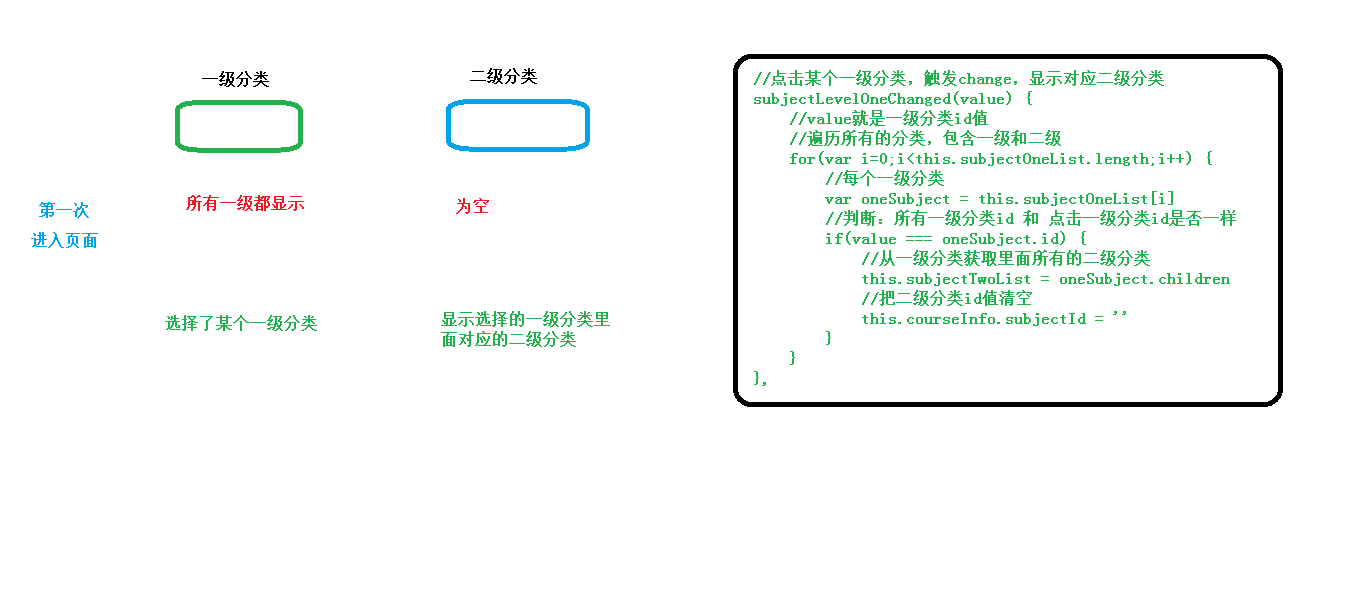 一级分类
二级分类
第一次
进入页面
所有一级都显示
为空
选择了某个一级分类
显示选择的一级分类里
面对应的二级分类
//点击某个一级分类，触发change，显示对应二级分类
subjectLevelOneChanged(value) {
    //value就是一级分类id值
    //遍历所有的分类，包含一级和二级
    for(var i=0;i<this.subjectOneList.length;i++) {
        //每个一级分类
        var oneSubject = this.subjectOneList[i]
        //判断：所有一级分类id 和 点击一级分类id是否一样
        if(value === oneSubject.id) {
            //从一级分类获取里面所有的二级分类
            this.subjectTwoList = oneSubject.children
            //把二级分类id值清空
            this.courseInfo.subjectId = ''
        }
    }
},